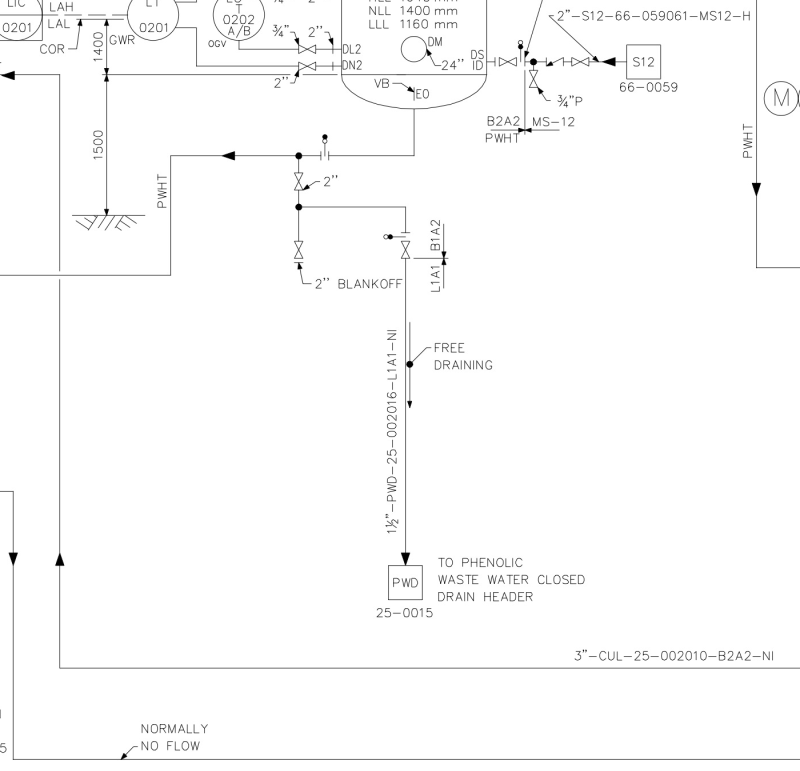 LIC
0201
LAH
LAL
COR
GWR
1400
LT
0201
T
0202
A/B
OGV
¾"
2"
2"
NLL 1400 mm
LLL 1160 mm
DM
24"
DL2
DN2
DS
ID
VB
EO
2"-S12-66-059061-MS12-H
S12
66-0059
¾"P
B2A2 MS-12
PWHT
M
PWHT
1500
PWHT
2"
2" BLANKOFF
B1A2
L1A1
FREE
DRAINING
1½"-PWD-25-002016-L1A1-NI
PWD
25-0015
TO PHENOLIC
WASTE WATER CLOSED
DRAIN HEADER
3"-CUL-25-002010-B2A2-NI
NORMALLY
NO FLOW
5